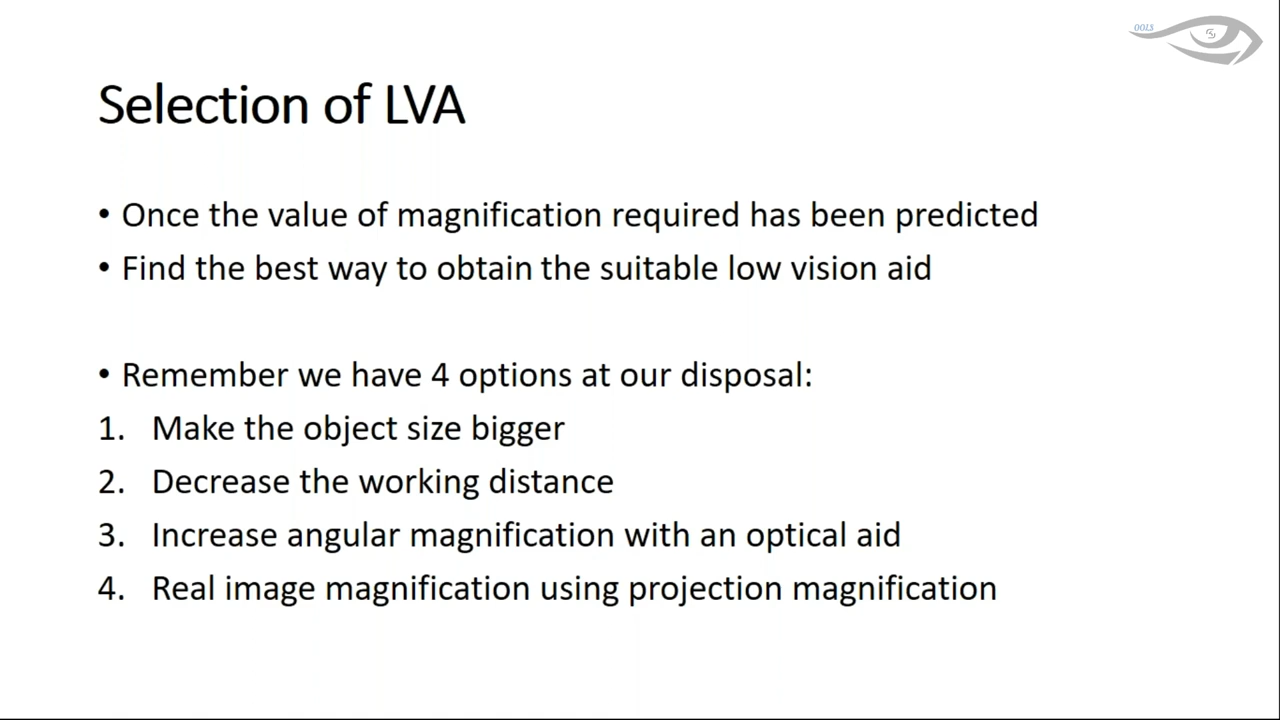 OOLS
Selection of LVA
• Once the value of magnification required has been predicted
• Find the best way to obtain the suitable low vision aid
• Remember we have 4 options at our disposal:
1. Make the object size bigger
2. Decrease the working distance
3. Increase angular magnification with an optical aid
4. Real image magnification using projection magnification